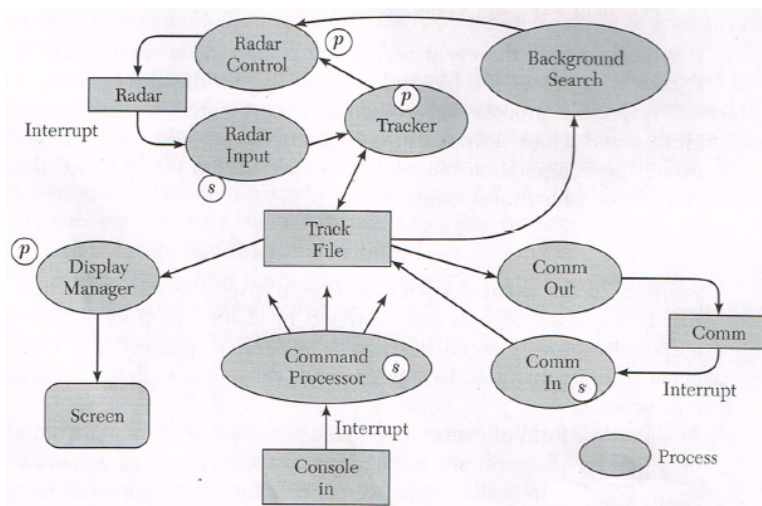 Radar
Control
p
Background
Search
Radar
p
Tracker
Interrupt
Radar
Input
s
Track
File
p
Display
Manager
Comm
Out
Comm
Command
Processor
s
Comm
In
s
Interrupt
Screen
Interrupt
Console
in
Process